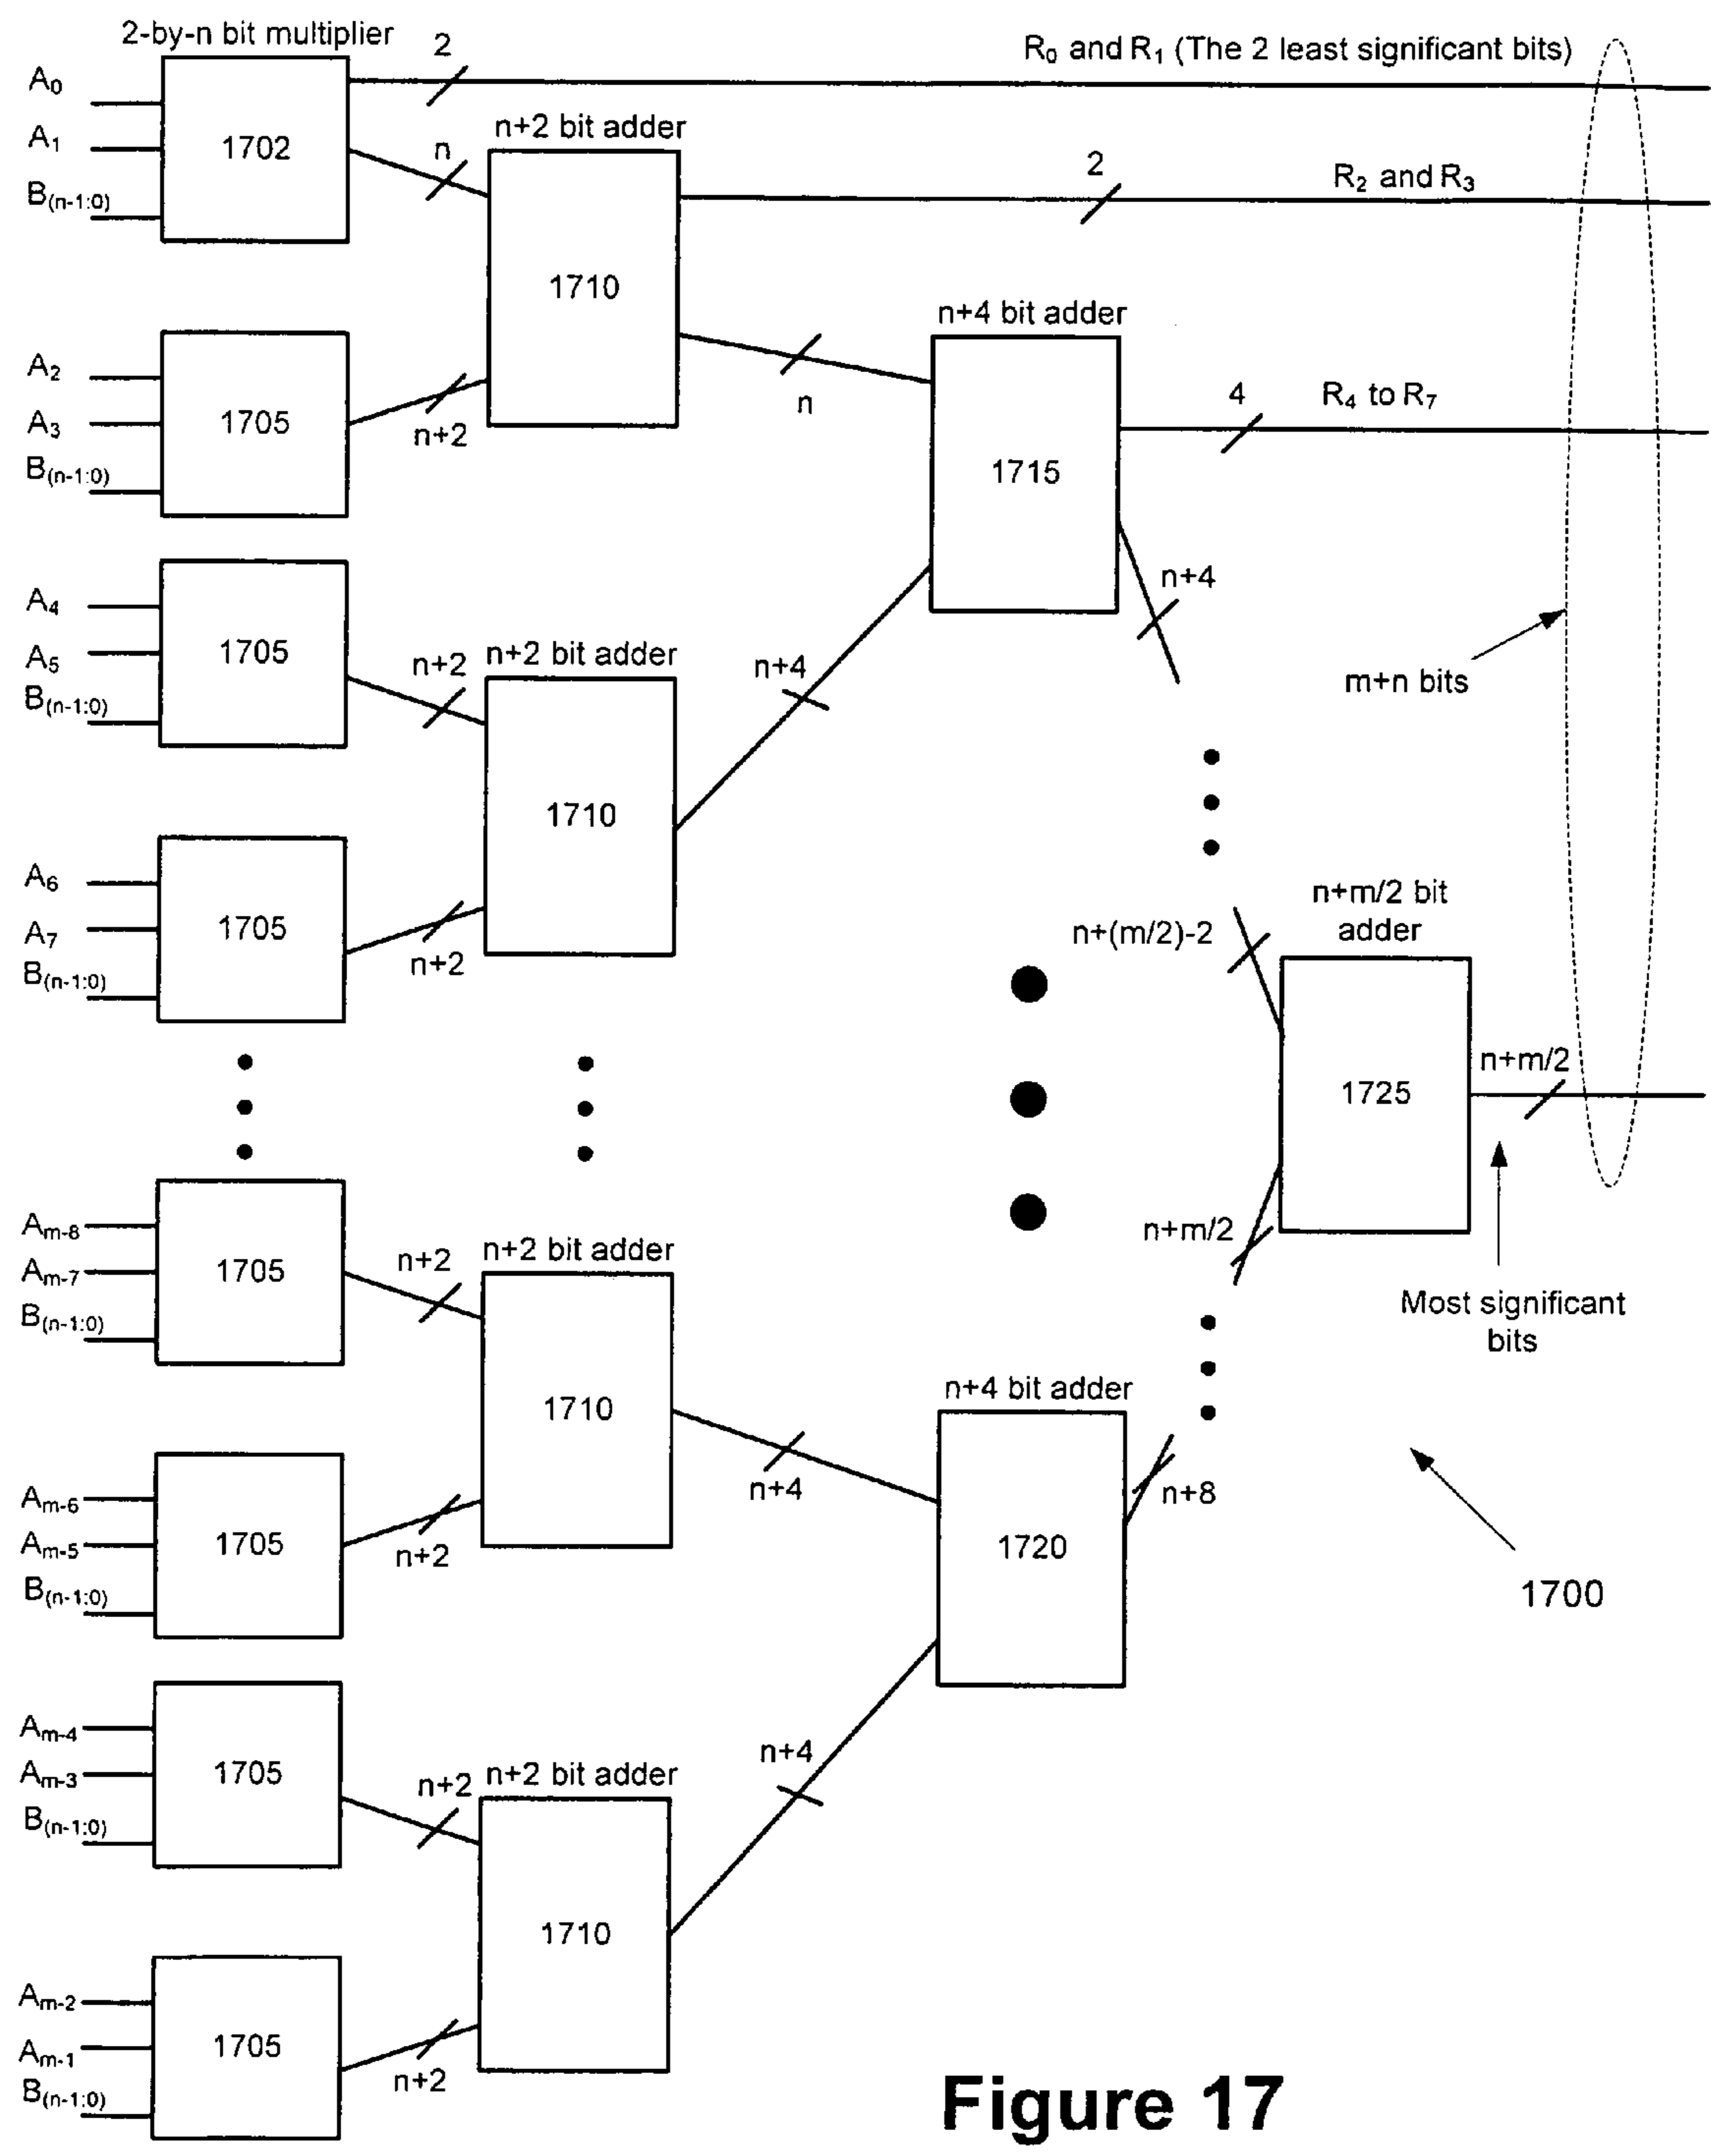 2-by-n bit multiplier
2
R₀ and R₁ (The 2 least significant bits)
A₀
A₁
B(n-1:0)
1702
n
n+2 bit adder
2
R₂ and R₃
1710
n+4 bit adder
A₂
A₃
B(n-1:0)
1705
n+2
n
4
R₄ to R₇
1715
n+4
A₄
A₅
B(n-1:0)
1705
n+2
n+2 bit adder
n+4
m+n bits
1710
A₆
A₇
B(n-1:0)
1705
n+2
n+(m/2)-2
n+m/2 bit
adder
1725
n+m/2
n+m/2
Most significant
bits
Aₘ₋₈
Aₘ₋₇
B(n-1:0)
1705
n+2
n+2 bit adder
1710
n+4
n+4 bit adder
1720
n+8
1700
Aₘ₋₆
Aₘ₋₅
B(n-1:0)
1705
n+2
Aₘ₋₄
Aₘ₋₃
B(n-1:0)
1705
n+2
n+2 bit adder
n+4
1710
Aₘ₋₂
Aₘ₋₁
B(n-1:0)
1705
n+2
Figure 17